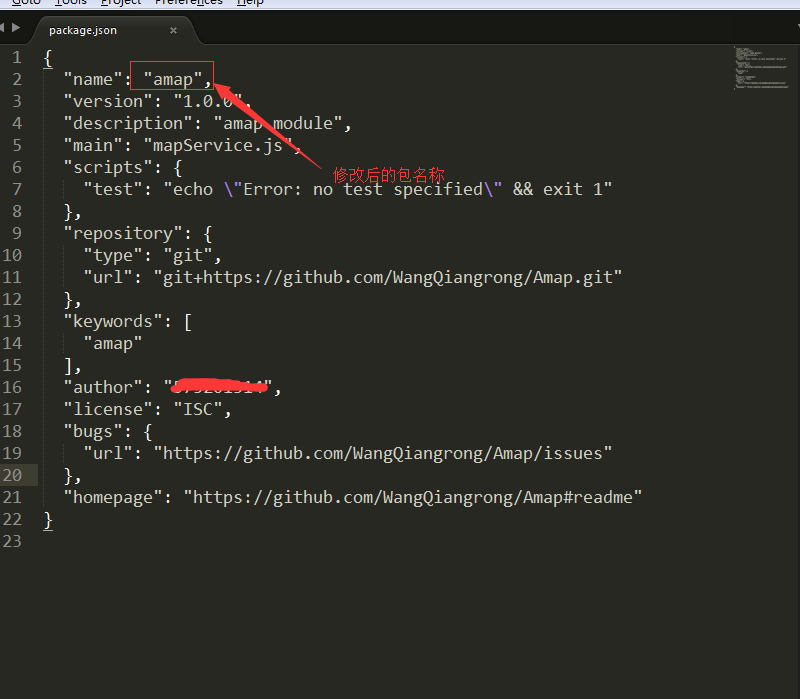 Goto Tools Project Preferences Help
package.json ×
1 {
2 "name": "amap",
3 "version": "1.0.0",
4 "description": "amap module",
5 "main": "mapService.js",
6 "scripts": {
修改后的包名称
7 "test": "echo \"Error: no test specified\" && exit 1"
8 },
9 "repository": {
10 "type": "git",
11 "url": "git+https://github.com/WangQiangrong/Amap.git"
12 },
13 "keywords": [
14 "amap"
15 ],
16 "author": "",
17 "license": "ISC",
18 "bugs": {
19 "url": "https://github.com/WangQiangrong/Amap/issues"
20 },
21 "homepage": "https://github.com/WangQiangrong/Amap#readme"
22 }
23